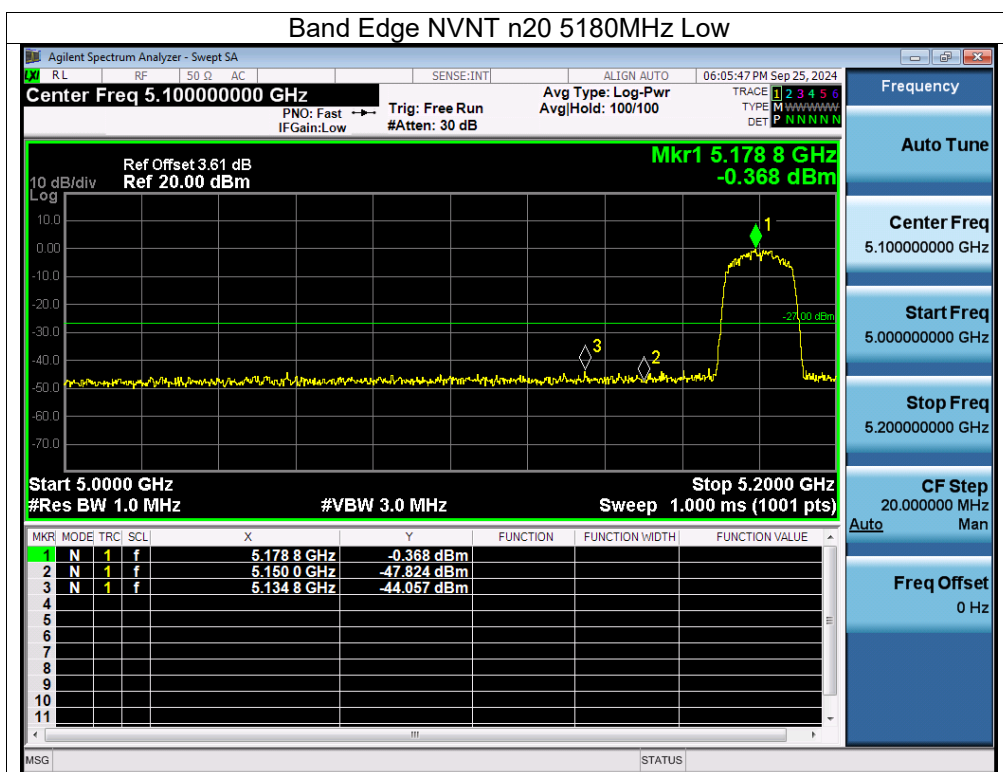 Band Edge NVNT n20 5180MHz Low
Agilent Spectrum Analyzer - Swept SA
LXI RL RF 50 Ω AC SENSE:INT ALIGN AUTO 06:05:47 PM Sep 25, 2024
Center Freq 5.100000000 GHz
PNO: Fast
IFGain:Low
Trig: Free Run
#Atten: 30 dB
Avg Type: Log-Pwr
Avg|Hold: 100/100
TRACE 1 2 3 4 5 6
TYPE M WWWWW
DET P N N N N N
Frequency
Auto Tune
Center Freq
5.100000000 GHz
Start Freq
5.000000000 GHz
Stop Freq
5.200000000 GHz
CF Step
20.000000 MHz
Auto Man
Freq Offset
0 Hz
Mkr1 5.178 8 GHz
-0.368 dBm
Ref Offset 3.61 dB
10 dB/div Ref 20.00 dBm
Log
10.0
0.00
-10.0
-20.0
-30.0
-40.0
-50.0
-60.0
-70.0
1
-27.00 dBm
3
2
Start 5.0000 GHz Stop 5.2000 GHz
#Res BW 1.0 MHz #VBW 3.0 MHz Sweep 1.000 ms (1001 pts)
MKR MODE TRC SCL X Y FUNCTION FUNCTION WIDTH FUNCTION VALUE
1 N 1 f 5.178 8 GHz -0.368 dBm
2 N 1 f 5.150 0 GHz -47.824 dBm
3 N 1 f 5.134 8 GHz -44.057 dBm
4
5
6
7
8
9
10
11
MSG STATUS